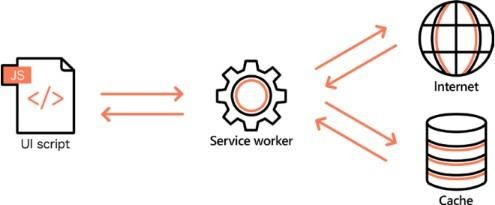 JS
</>
UI script
Service worker
Internet
Cache